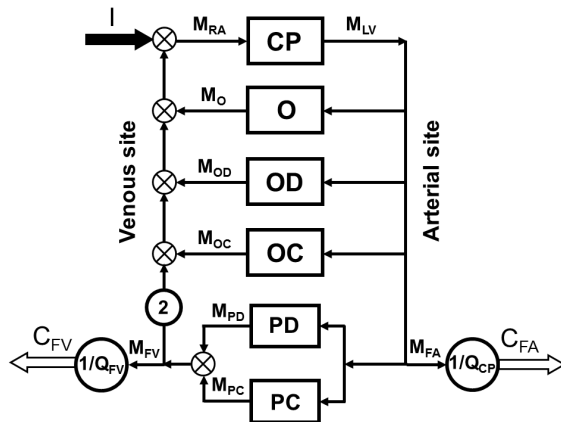 I
M_RA
CP
M_LV
M_O
O
M_OD
OD
M_OC
OC
Venous site
Arterial site
2
M_PD
PD
C_FV
1/Q_FV
M_FV
M_PC
PC
M_FA
1/Q_CP
C_FA